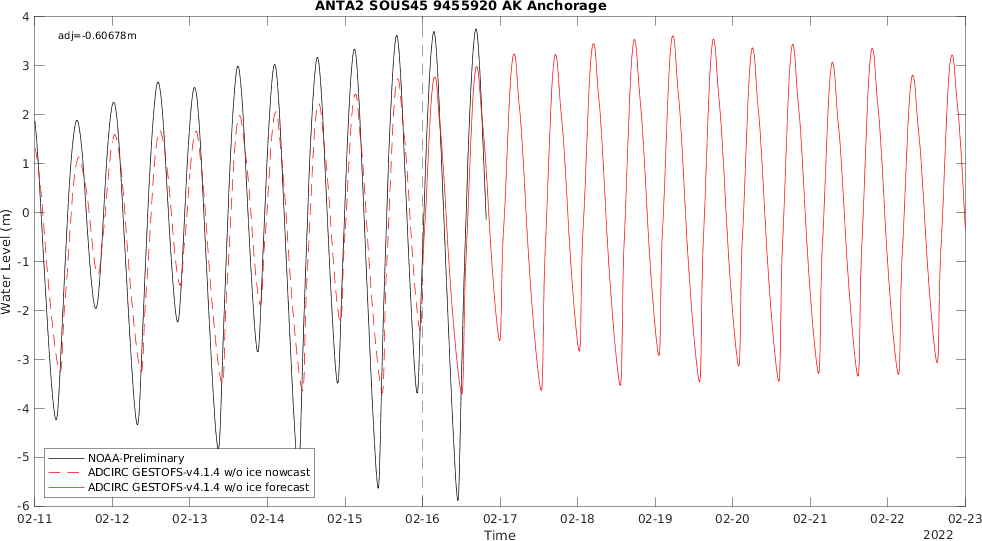 ANTA2 SOUS45 9455920 AK Anchorage
adj=-0.60678m
4
3
2
1
0
-1
-2
-3
-4
-5
-6
Water Level (m)
NOAA-Preliminary
ADCIRC GESTOFS-v4.1.4 w/o ice nowcast
ADCIRC GESTOFS-v4.1.4 w/o ice forecast
02-11 02-12 02-13 02-14 02-15 02-16 02-17 02-18 02-19 02-20 02-21 02-22 02-23
Time
2022